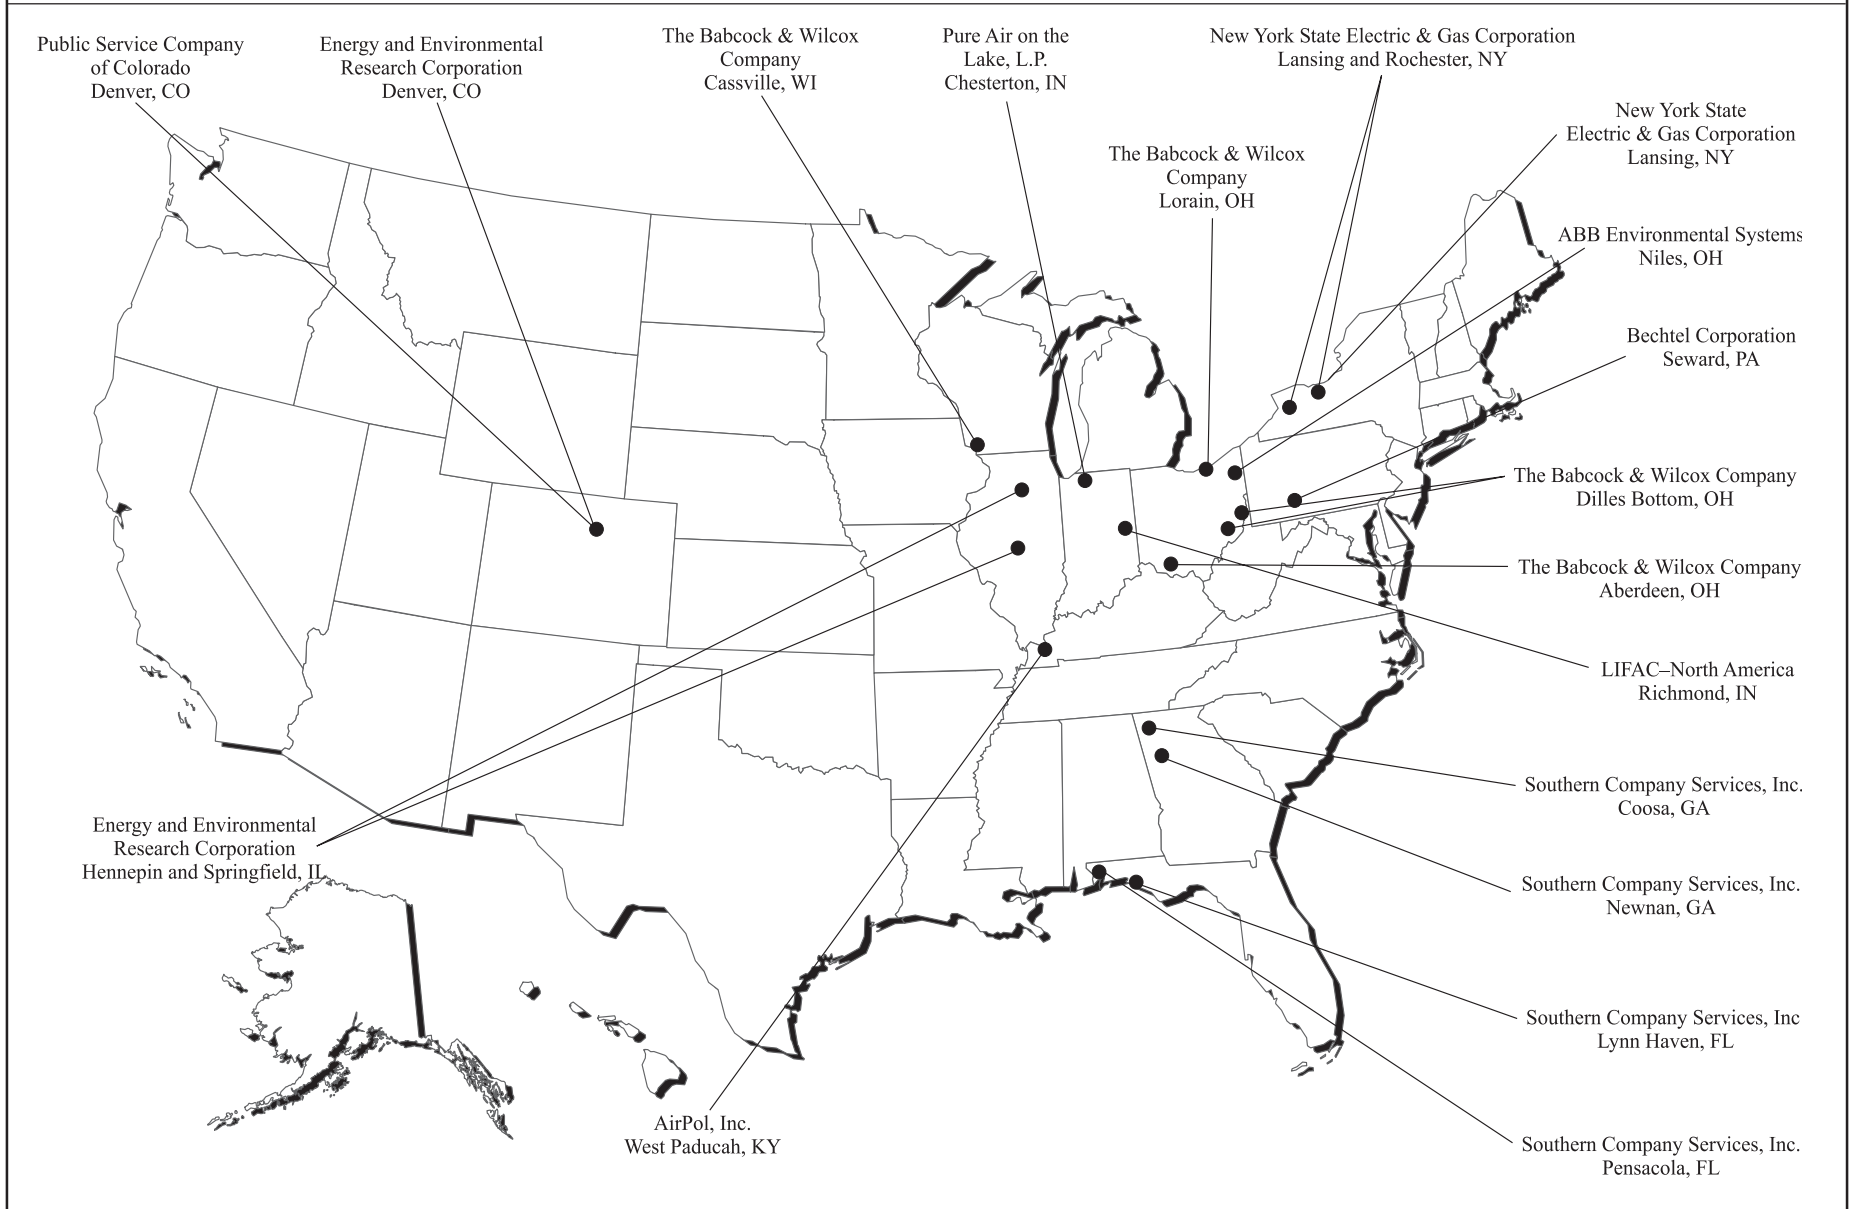 Public Service Company
of Colorado
Denver, CO
Energy and Environmental
Research Corporation
Denver, CO
The Babcock & Wilcox
Company
Cassville, WI
Pure Air on the
Lake, L.P.
Chesterton, IN
New York State Electric & Gas Corporation
Lansing and Rochester, NY
New York State
Electric & Gas Corporation
Lansing, NY
The Babcock & Wilcox
Company
Lorain, OH
ABB Environmental Systems
Niles, OH
Bechtel Corporation
Seward, PA
The Babcock & Wilcox Company
Dilles Bottom, OH
The Babcock & Wilcox Company
Aberdeen, OH
LIFAC–North America
Richmond, IN
Southern Company Services, Inc.
Coosa, GA
Energy and Environmental
Research Corporation
Hennepin and Springfield, IL
Southern Company Services, Inc.
Newnan, GA
Southern Company Services, Inc
Lynn Haven, FL
AirPol, Inc.
West Paducah, KY
Southern Company Services, Inc.
Pensacola, FL